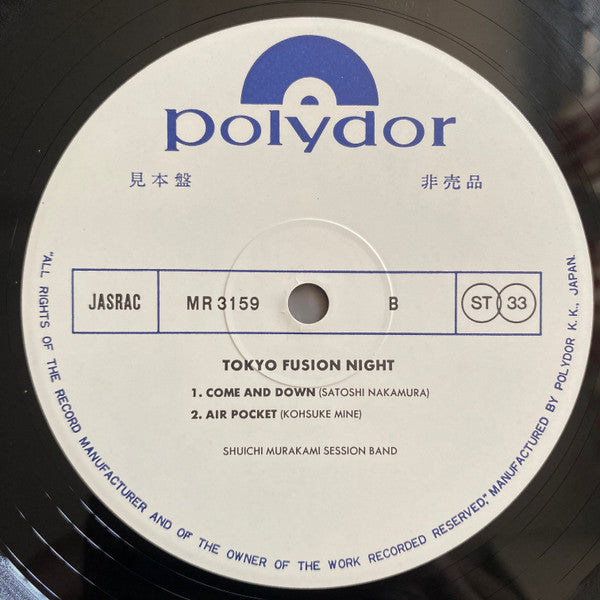 polydor
見本盤 非売品
JASRAC MR 3159 B ST 33
TOKYO FUSION NIGHT
1. COME AND DOWN (SATOSHI NAKAMURA)
2. AIR POCKET (KOHSUKE MINE)
SHUICHI MURAKAMI SESSION BAND
"ALL RIGHTS OF THE RECORD MANUFACTURER AND OF THE OWNER OF THE WORK RECORDED RESERVED," MANUFACTURED BY POLYDOR K.K., JAPAN.